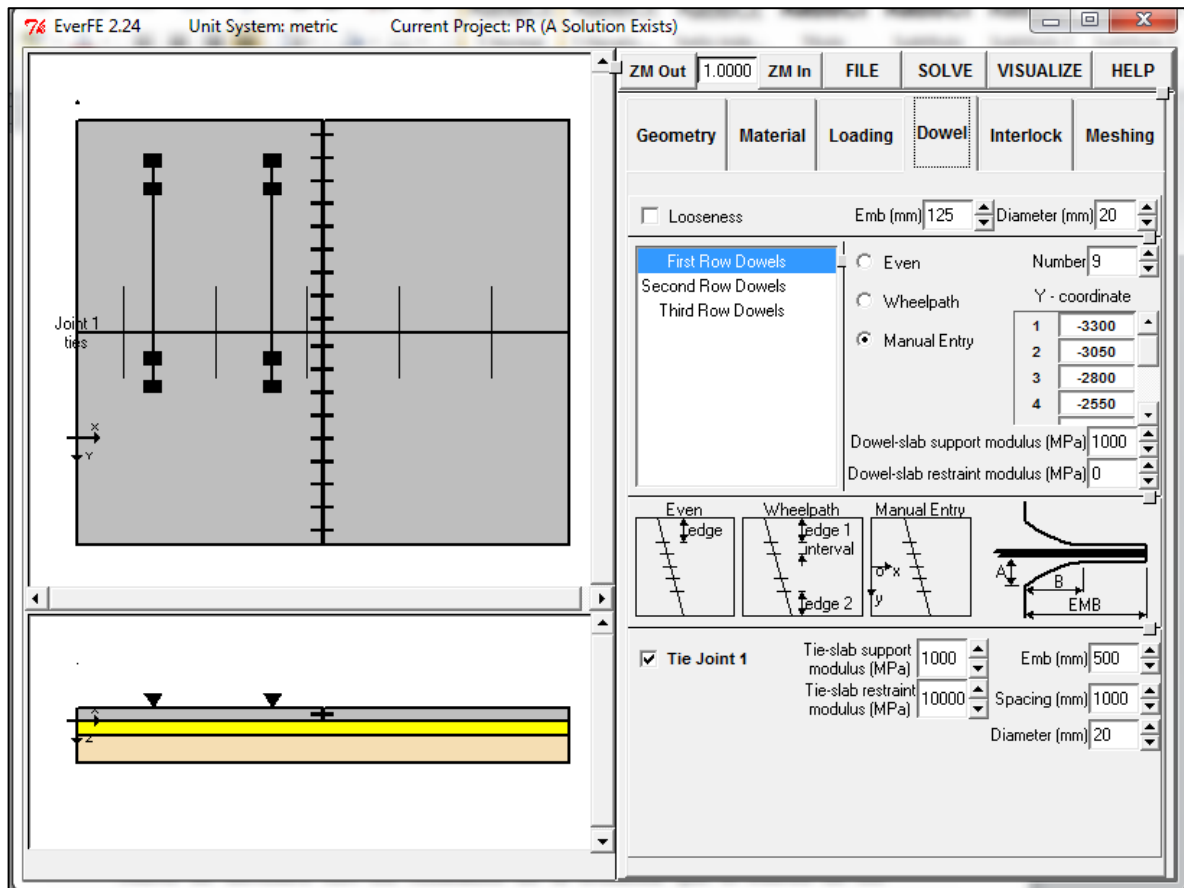 EverFE 2.24 Unit System: metric Current Project: PR (A Solution Exists)
ZM Out 1.0000 ZM In FILE SOLVE VISUALIZE HELP
Geometry Material Loading Dowel Interlock Meshing
Looseness Emb (mm) 125 Diameter (mm) 20
First Row Dowels
Second Row Dowels
Third Row Dowels
Even
Wheelpath
Manual Entry
Number 9
Y - coordinate
1 -3300
2 -3050
3 -2800
4 -2550
Dowel-slab support modulus (MPa) 1000
Dowel-slab restraint modulus (MPa) 0
Joint 1
ties
X
Y
Even
edge
Wheelpath
edge 1
interval
edge 2
Manual Entry
o x
y
A
B
EMB
Tie Joint 1
Tie-slab support
modulus (MPa) 1000
Tie-slab restraint
modulus (MPa) 10000
Emb (mm) 500
Spacing (mm) 1000
Diameter (mm) 20
X
Z